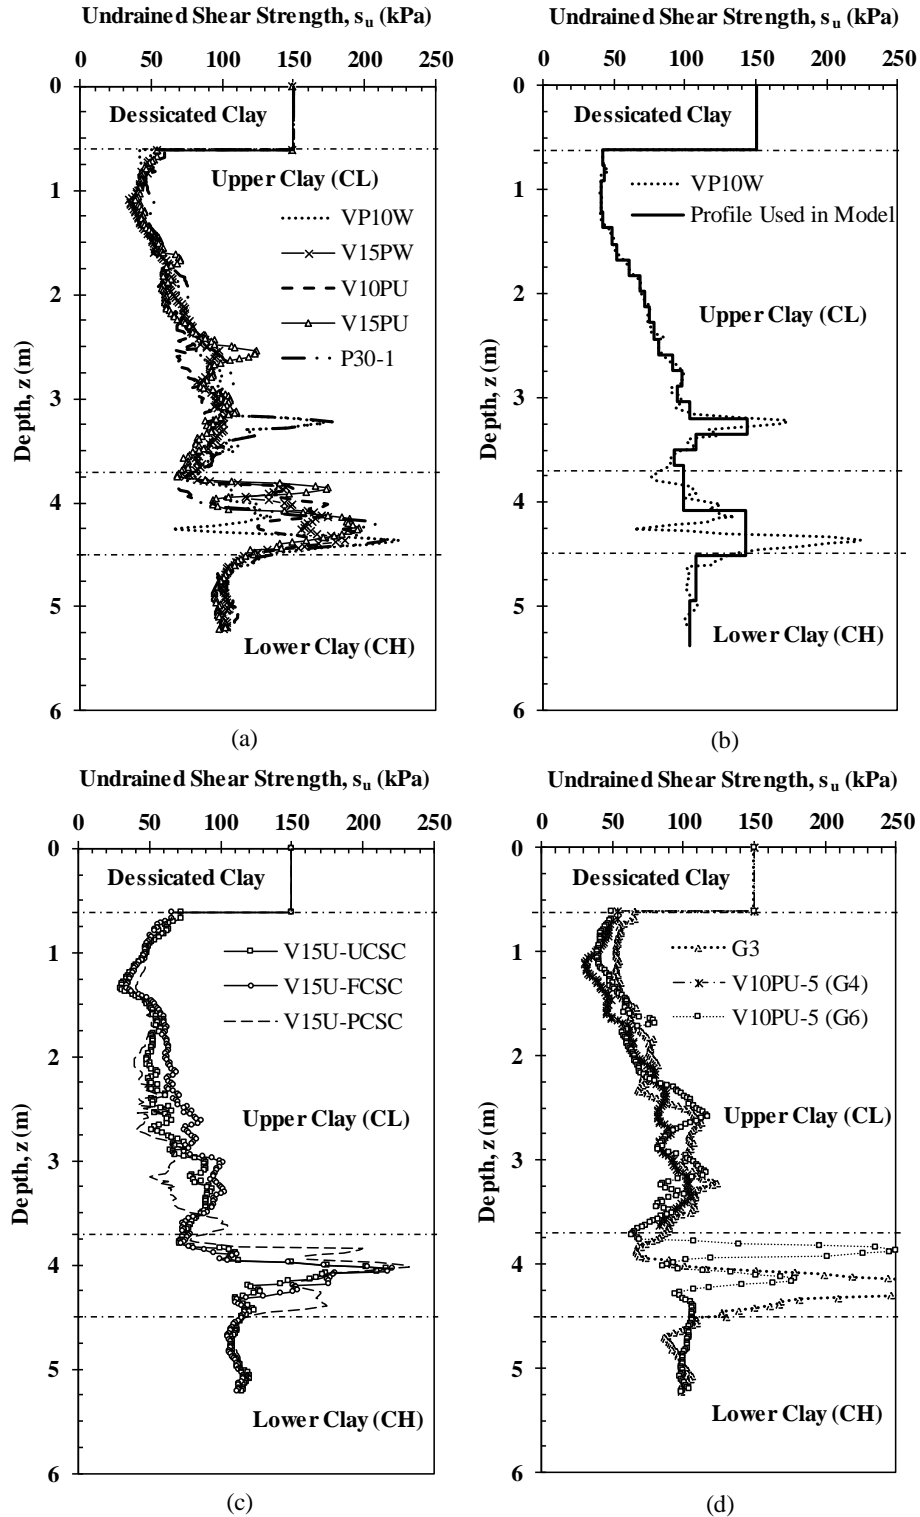 Undrained Shear Strength, su (kPa)
0 50 100 150 200 250
0
1
2
3
4
5
6
Depth, z (m)
Dessicated Clay
Upper Clay (CL)
VP10W
V15PW
V10PU
V15PU
P30-1
Lower Clay (CH)
(a)
Undrained Shear Strength, su (kPa)
0 50 100 150 200 250
0
1
2
3
4
5
6
Depth, z (m)
Dessicated Clay
VP10W
Profile Used in Model
Upper Clay (CL)
Lower Clay (CH)
(b)
Undrained Shear Strength, su (kPa)
0 50 100 150 200 250
0
1
2
3
4
5
6
Depth, z (m)
Dessicated Clay
V15U-UCSC
V15U-FCSC
V15U-PCSC
Upper Clay (CL)
Lower Clay (CH)
(c)
Undrained Shear Strength, su (kPa)
0 50 100 150 200 250
0
1
2
3
4
5
6
Depth, z (m)
Dessicated Clay
G3
V10PU-5 (G4)
V10PU-5 (G6)
Upper Clay (CL)
Lower Clay (CH)
(d)